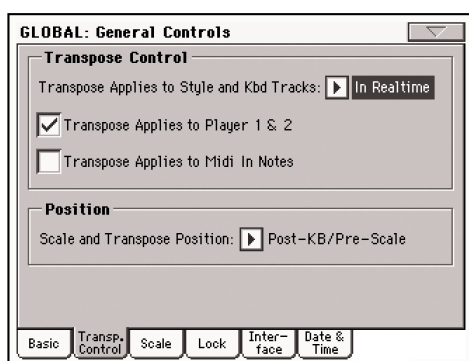 GLOBAL: General Controls
Transpose Control
Transpose Applies to Style and Kbd Tracks: In Realtime
Transpose Applies to Player 1 & 2
Transpose Applies to Midi In Notes
Position
Scale and Transpose Position: Post-KB/Pre-Scale
Basic Transp. Control Scale Lock Inter-face Date & Time